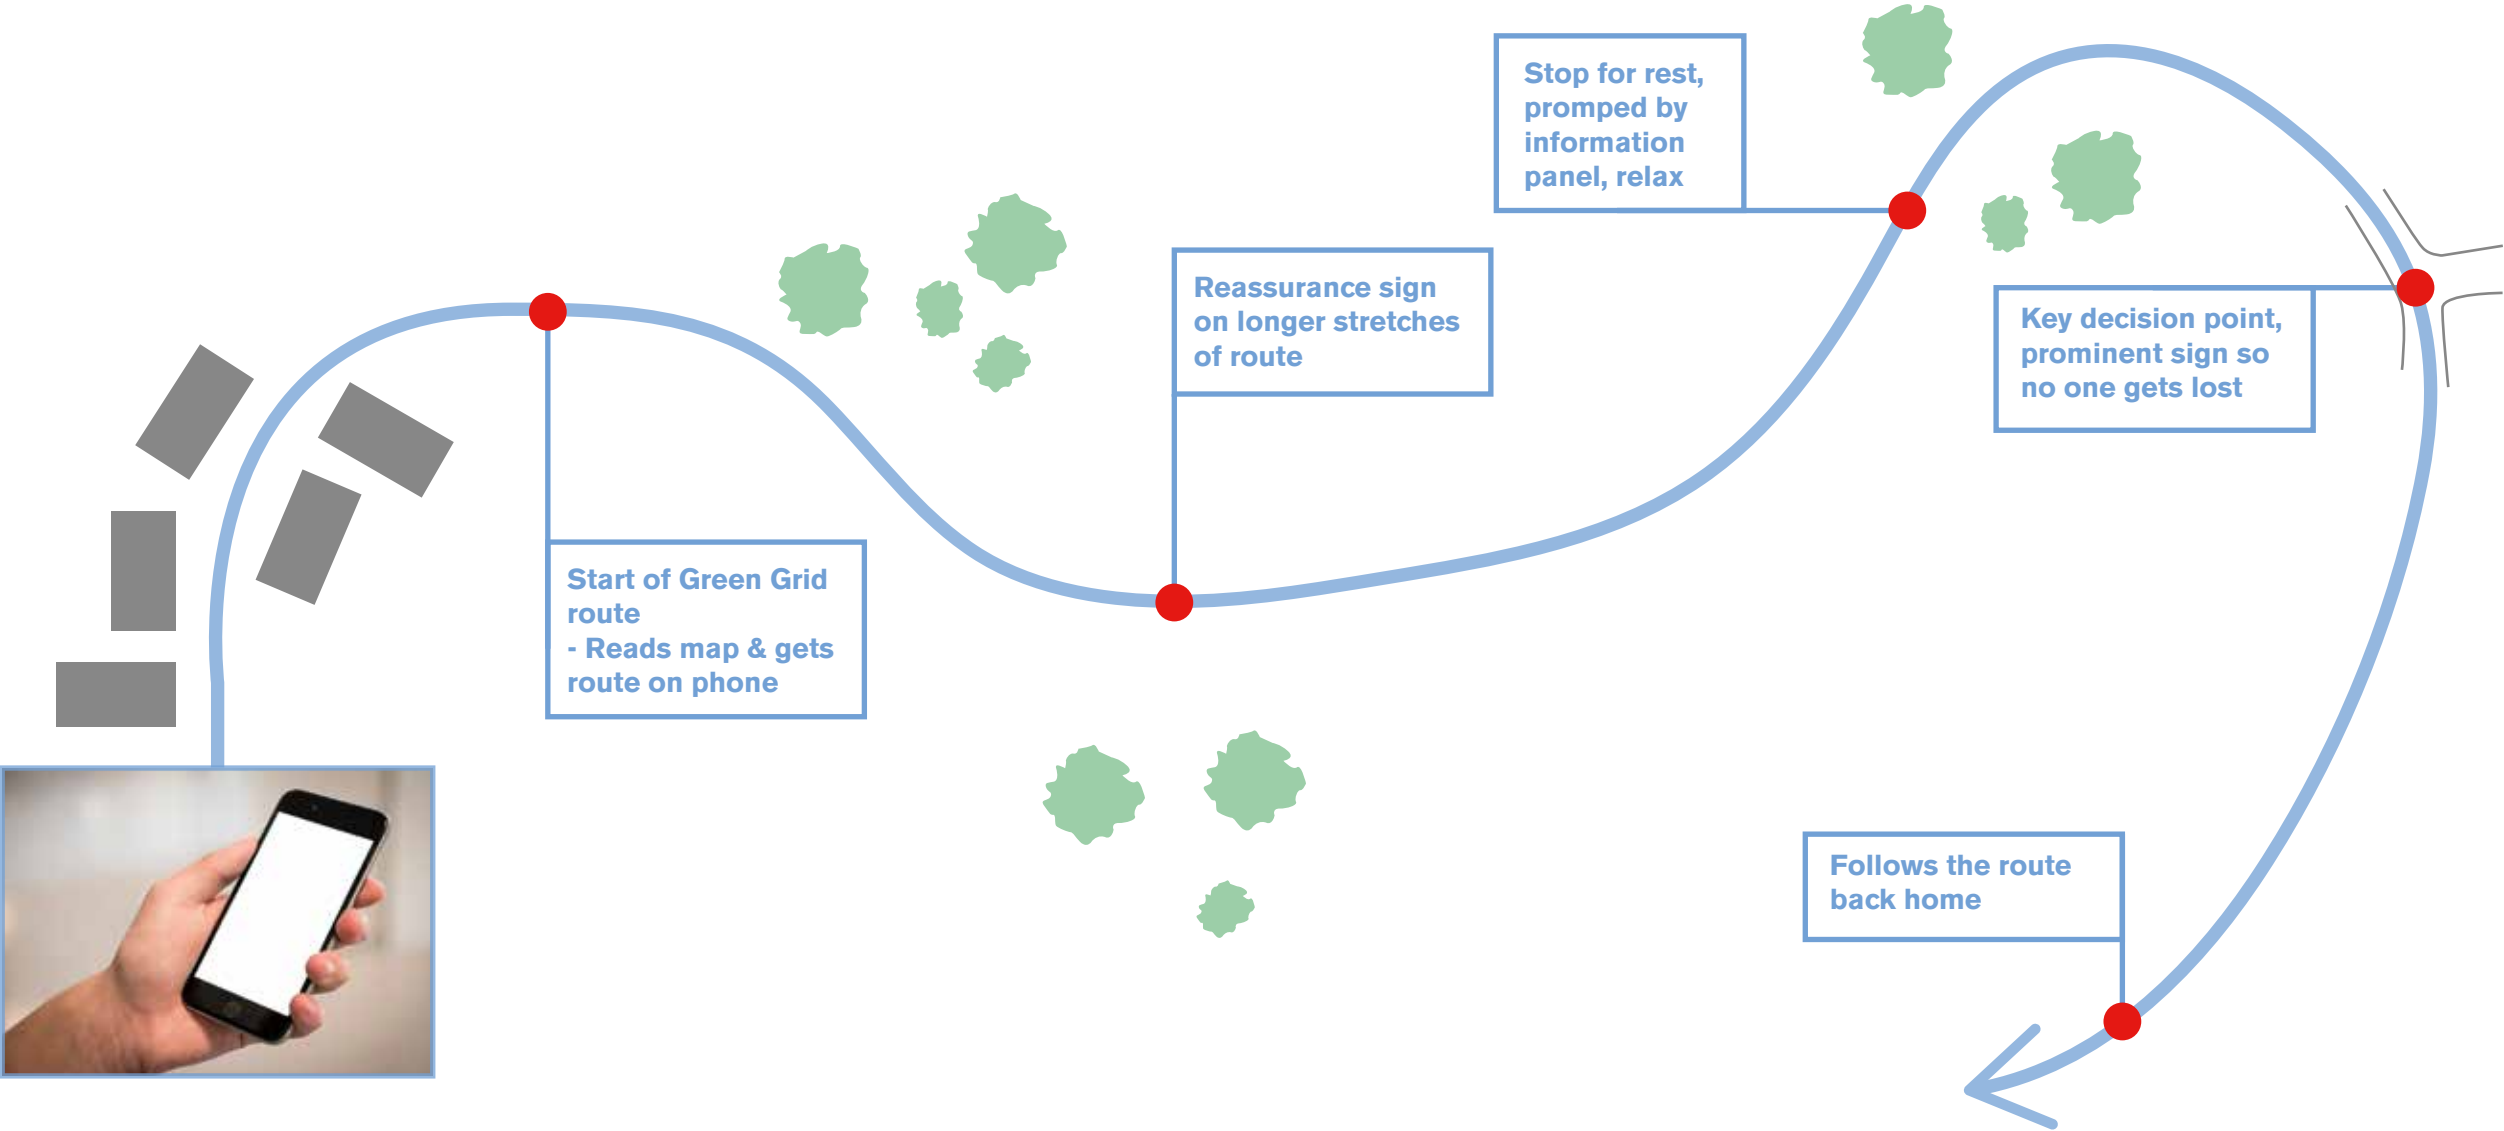 Start of Green Grid
route
- Reads map & gets
route on phone
Reassurance sign
on longer stretches
of route
Stop for rest,
promped by
information
panel, relax
Key decision point,
prominent sign so
no one gets lost
Follows the route
back home